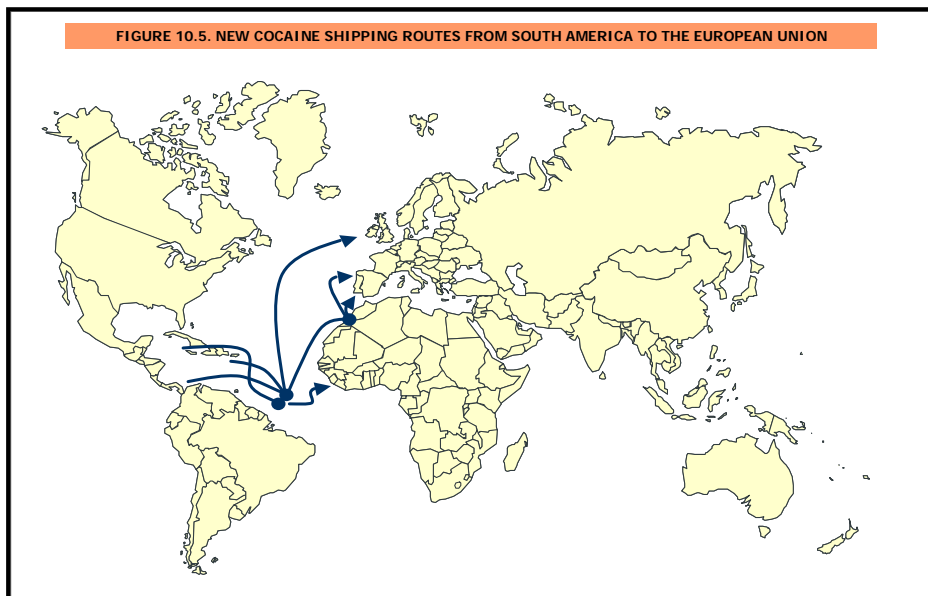 FIGURE 10.5. NEW COCAINE SHIPPING ROUTES FROM SOUTH AMERICA TO THE EUROPEAN UNION